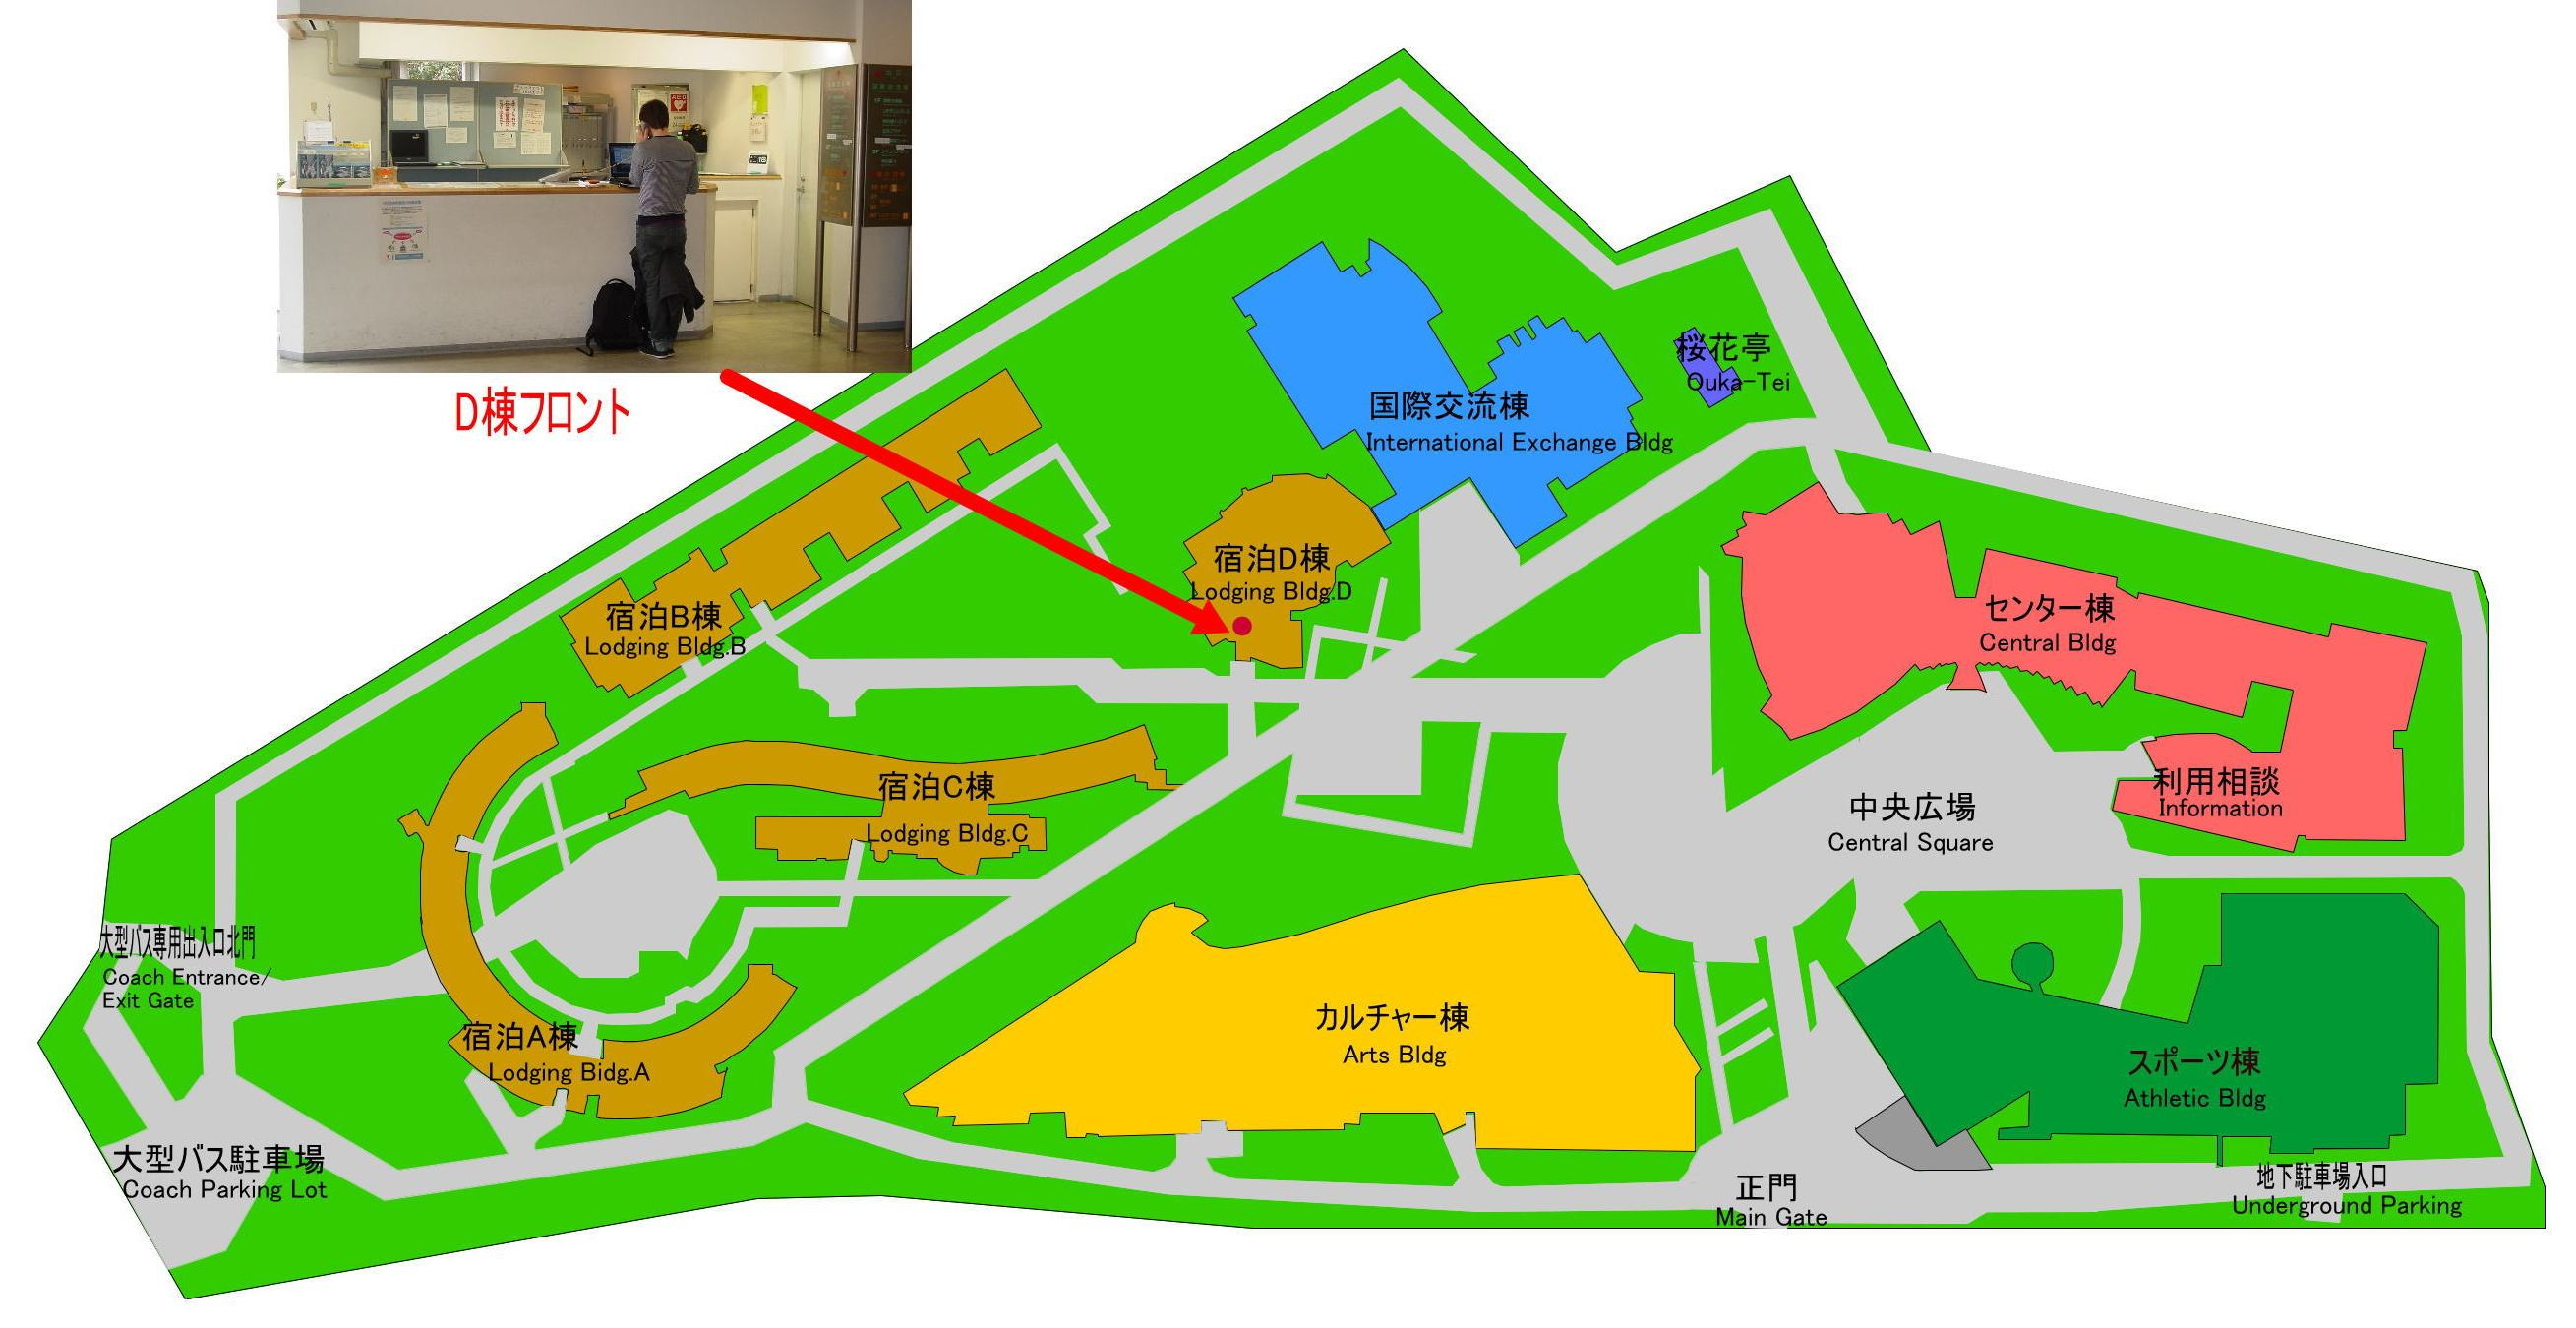 AED
D棟フロント
桜花亭
Ouka-Tei
国際交流棟
International Exchange Bldg
宿泊D棟
Lodging Bldg.D
宿泊B棟
Lodging Bldg.B
センター棟
Central Bldg
宿泊C棟
Lodging Bldg.C
利用相談
Information
中央広場
Central Square
大型バス専用出入口北門
Coach Entrance/
Exit Gate
宿泊A棟
Lodging Bidg.A
カルチャー棟
Arts Bldg
スポーツ棟
Athletic Bldg
大型バス駐車場
Coach Parking Lot
正門
Main Gate
地下駐車場入口
Underground Parking